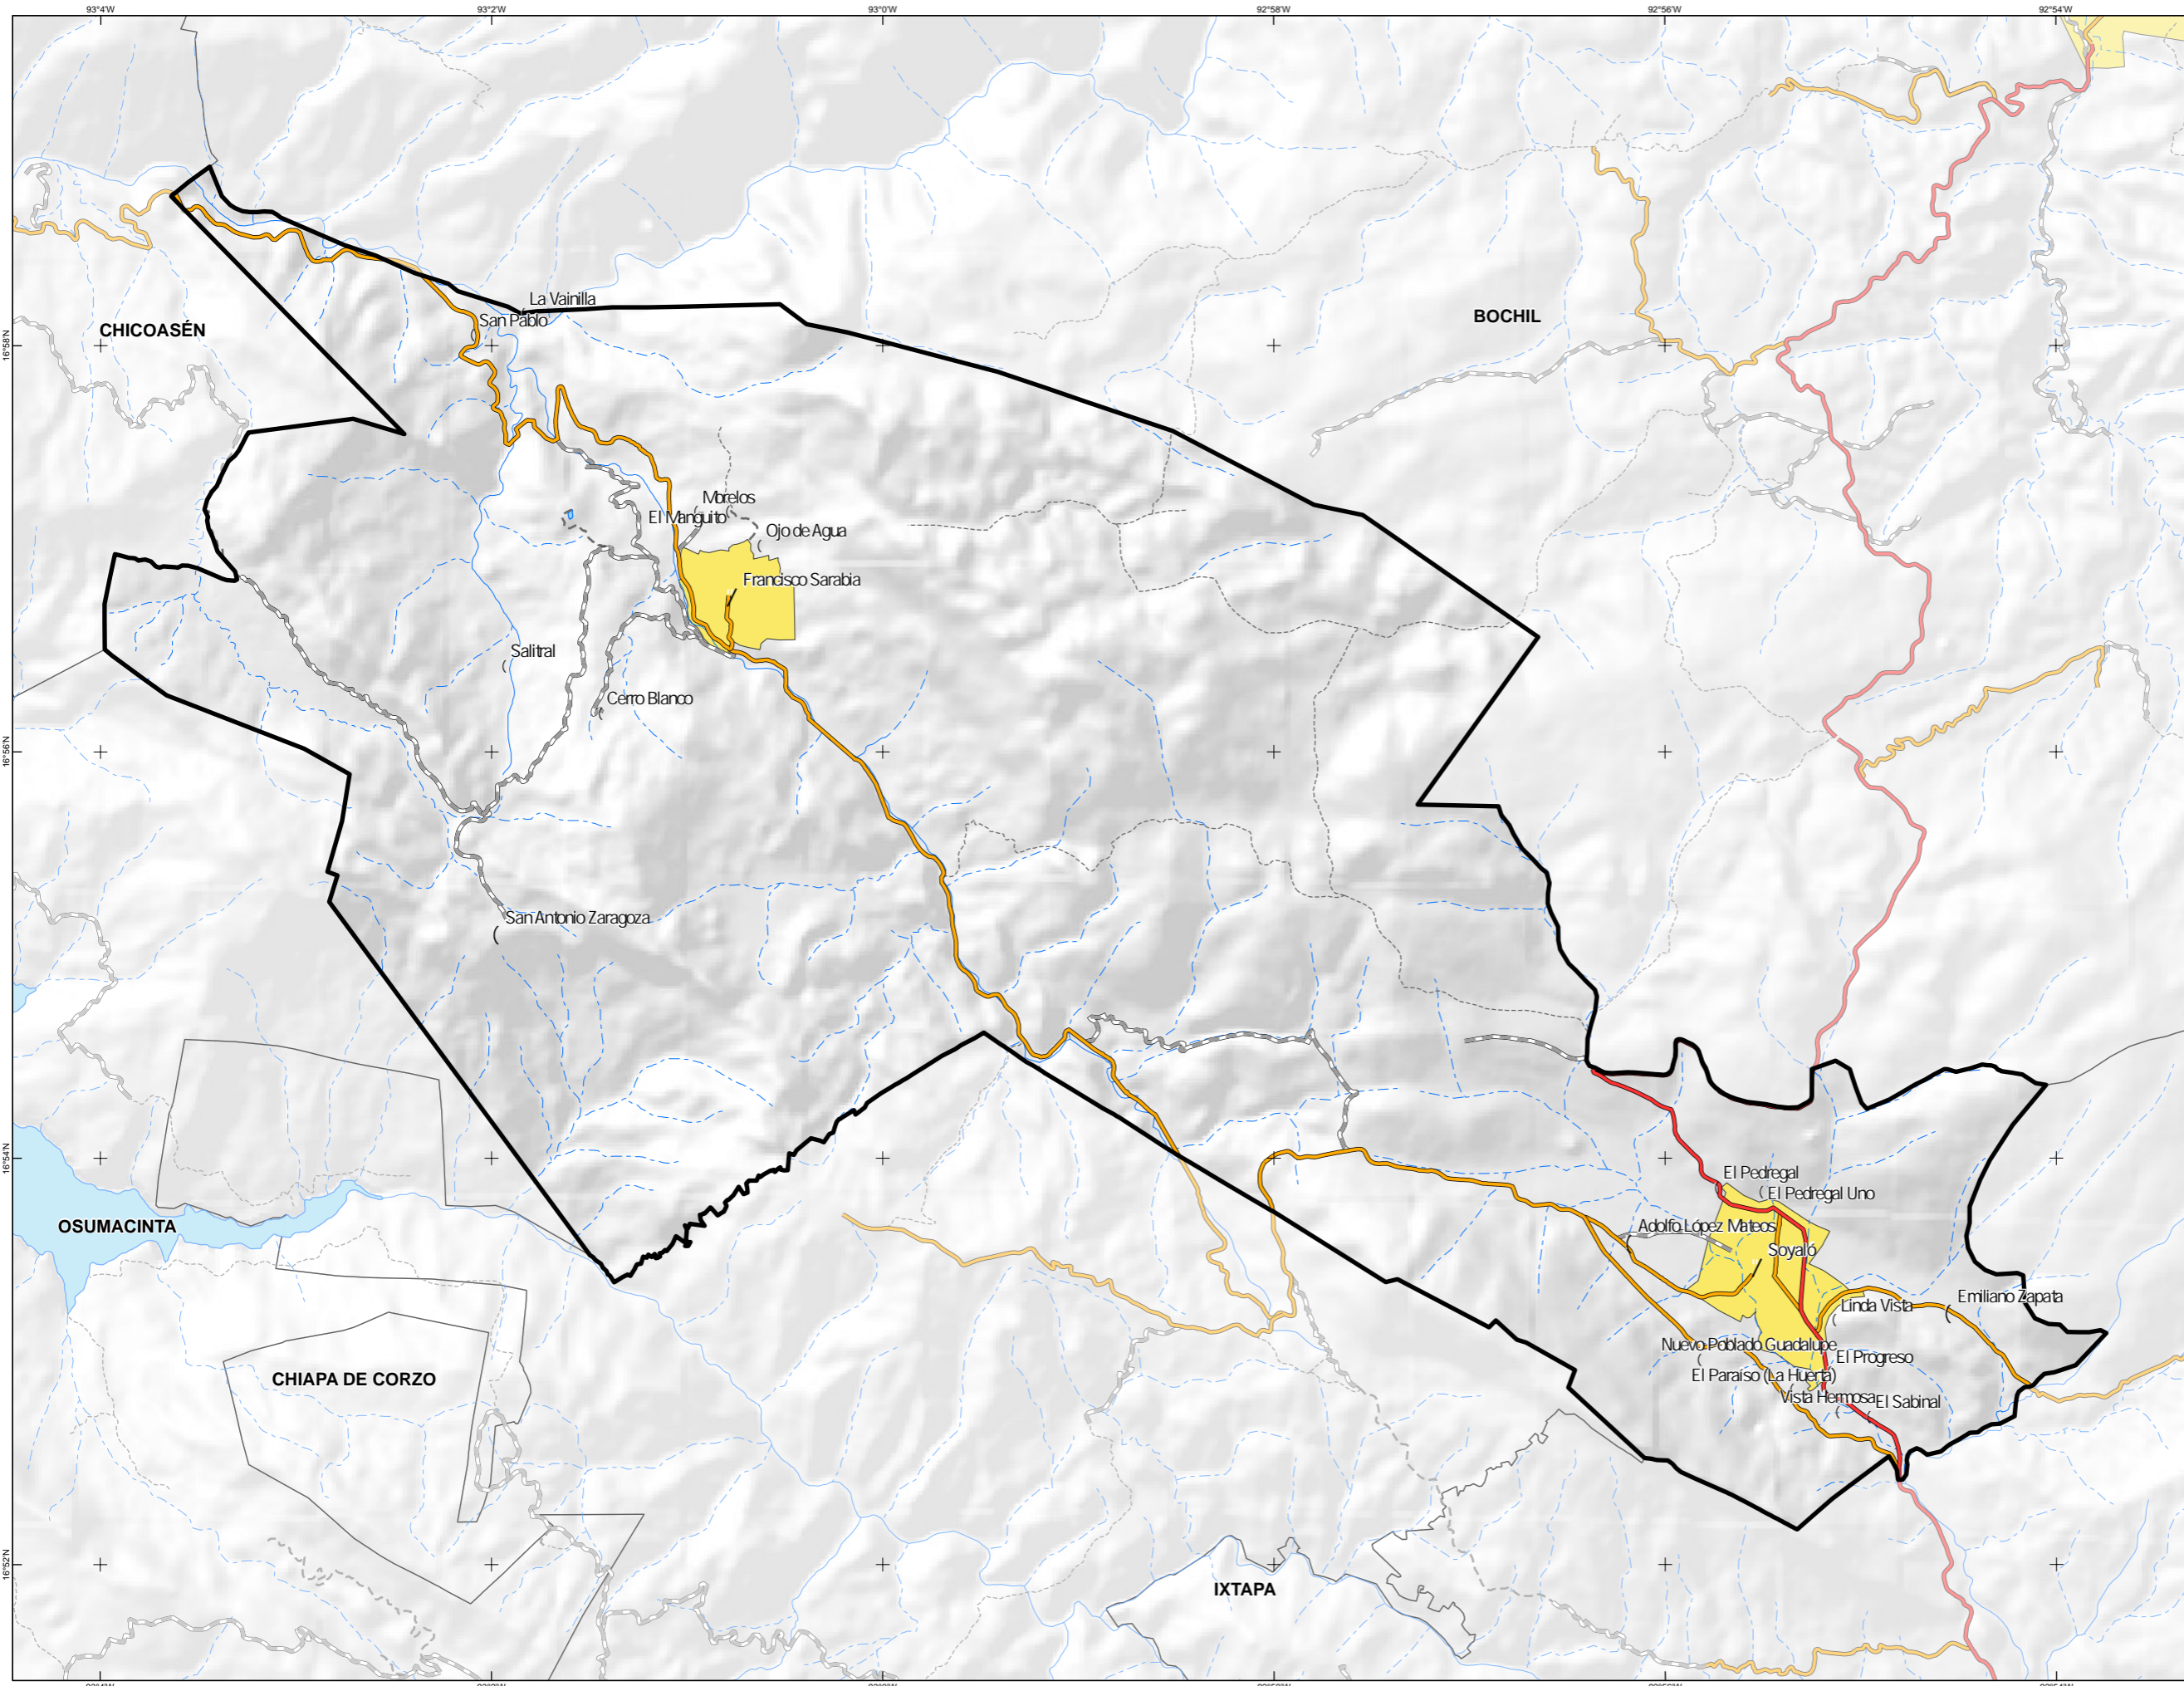 93°4'W
93°2'W
93°0'W
92°58'W
92°56'W
92°54'W
La Vainilla
San Pablo
CHICOASÉN
BOCHIL
16°58'N
Morelos
El Manguito
Ojo de Agua
Francisco Sarabia
Salitral
Cerro Blanco
16°56'N
San Antonio Zaragoza
16°54'N
El Pedregal
El Pedregal Uno
OSUMACINTA
Adolfo López Mateos
Soyaló
Emiliano Zapata
Linda Vista
Nuevo Poblado Guadalupe
El Progreso
CHIAPA DE CORZO
El Paraíso (La Huerta)
Vista Hermosa
El Sabinal
16°52'N
IXTAPA